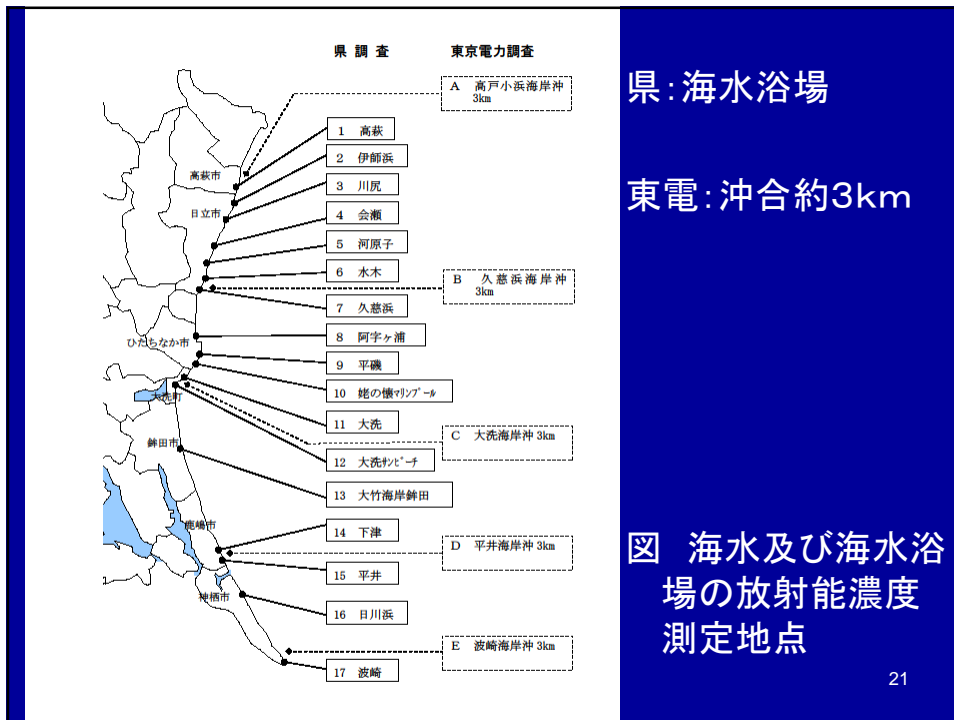 県 調 査
東京電力調査
A 高戸小浜海岸沖
3km
1 高萩
2 伊師浜
3 川尻
4 会瀬
5 河原子
6 水木
B 久慈浜海岸沖
3km
7 久慈浜
8 阿字ヶ浦
9 平磯
10 姥の懐マリンプール
11 大洗
C 大洗海岸沖 3km
12 大洗サンビーチ
13 大竹海岸鉾田
14 下津
D 平井海岸沖 3km
15 平井
16 日川浜
E 波崎海岸沖 3km
17 波崎
高萩市
日立市
ひたちなか市
大洗町
鉾田市
鹿嶋市
神栖市
県:海水浴場
東電:沖合約3km
図 海水及び海水浴
場の放射能濃度
測定地点
21